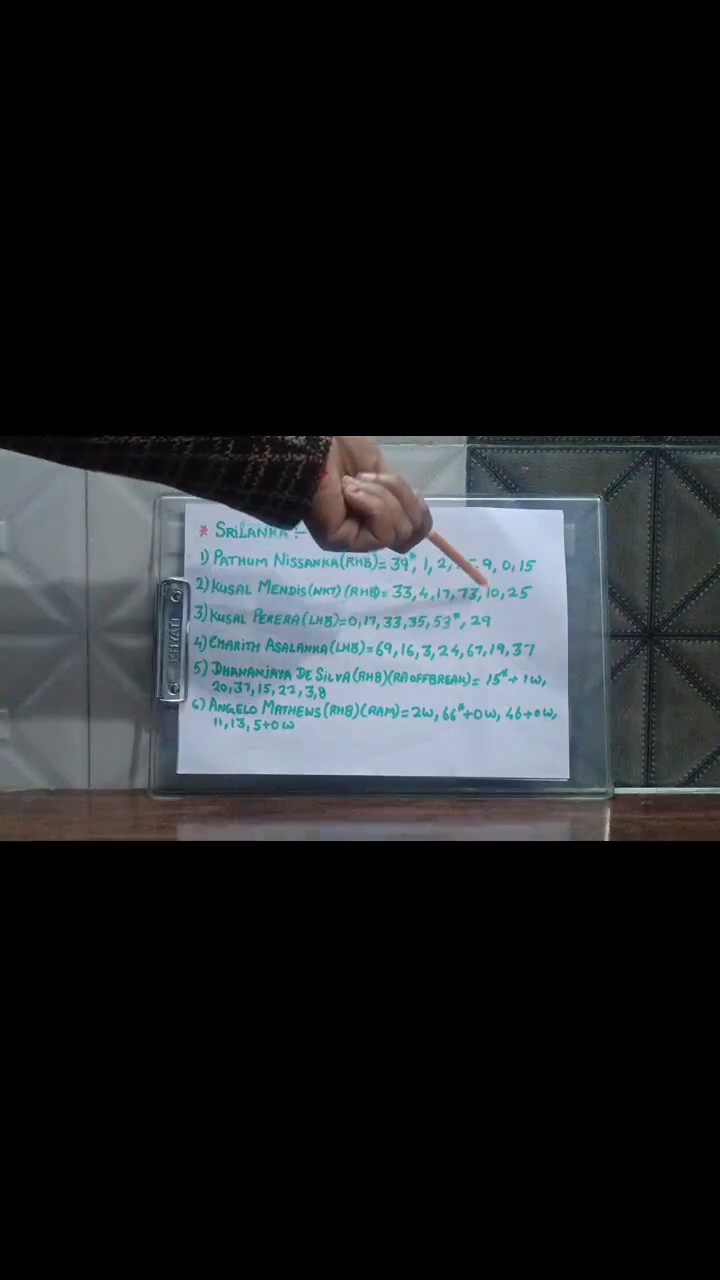 * SRILANKA :-
1) PATHUM NISSANKA (RHB) = 39*, 1, 2, 9, 0, 15
2) KUSAL MENDIS (WKT) (RHB) = 33, 4, 17, 73, 10, 25
3) KUSAL PERERA (LHB) = 0, 17, 33, 35, 53*, 29
4) CHARITH ASALANKA (LHB) = 69, 16, 3, 24, 67, 19, 37
5) DHANANJAYA DE SILVA (RHB) (RA OFFBREAK) = 15* + 1W,
20, 37, 15, 22, 3, 8
6) ANGELO MATHEWS (RHB) (RAM) = 2W, 66* + 0W, 46 + 0W,
11, 13, 5 + 0W